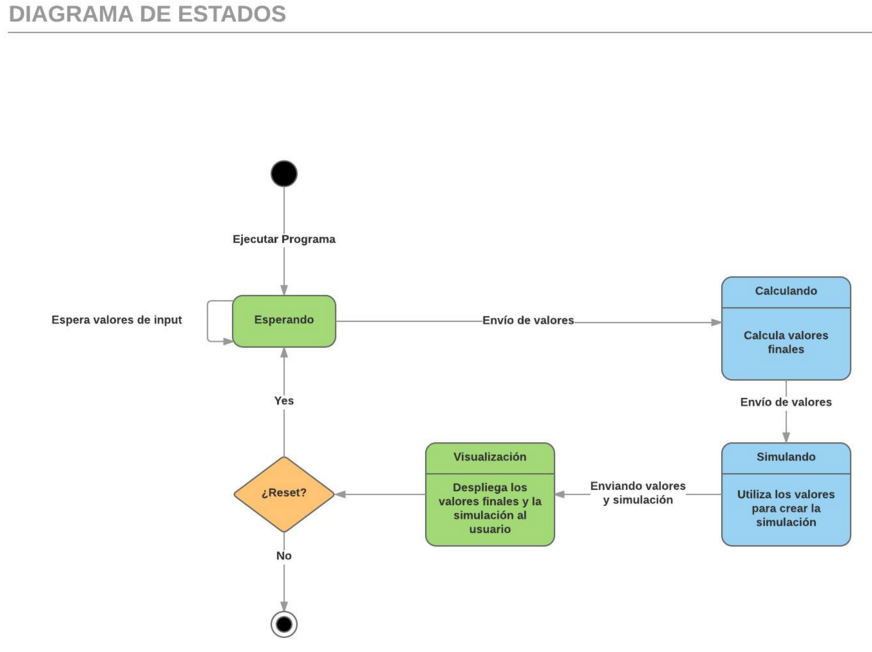 DIAGRAMA DE ESTADOS
Ejecutar Programa
Espera valores de input
Esperando
Envío de valores
Calculando
Calcula valores
finales
Envío de valores
Yes
¿Reset?
Visualización
Despliega los
valores finales y la
simulación al
usuario
Enviando valores
y simulación
Simulando
Utiliza los valores
para crear la
simulación
No